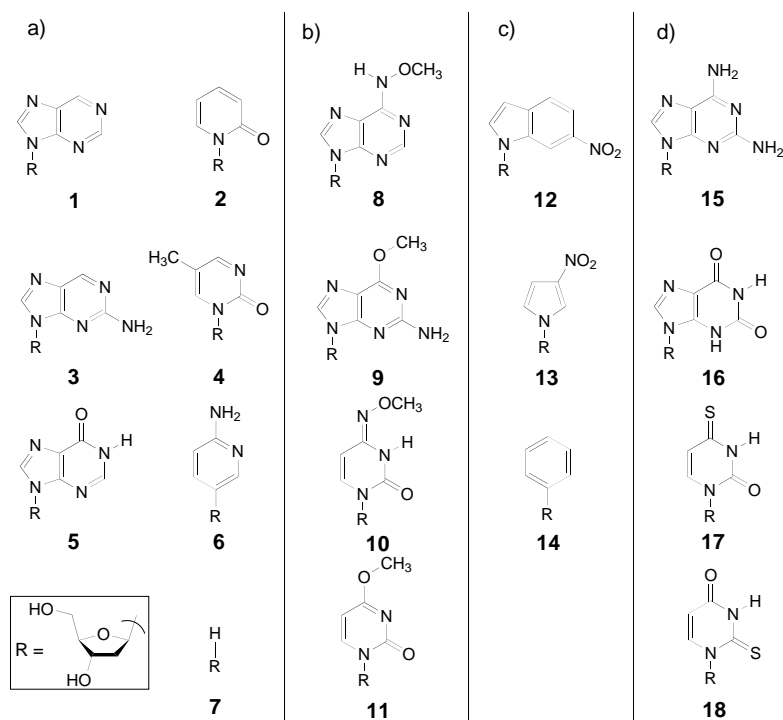 a)
b)
c)
d)
N
N
N
N
R
1
N
O
R
2
H
N
OCH3
N
N
N
N
R
8
N
R
NO2
12
NH2
N
N
N
N
NH2
R
15
N
N
N
N
NH2
R
3
H3C
N
N
O
R
4
CH3
O
N
N
N
N
NH2
R
9
NO2
N
R
13
O
N
N
H
N
N
H
O
R
16
O
N
N
H
N
N
R
5
NH2
N
R
6
OCH3
N
N
H
N
O
R
10
R
14
S
N
H
N
O
R
17
R =
HO
O
HO
H
R
7
CH3
O
N
N
O
R
11
O
N
H
N
S
R
18